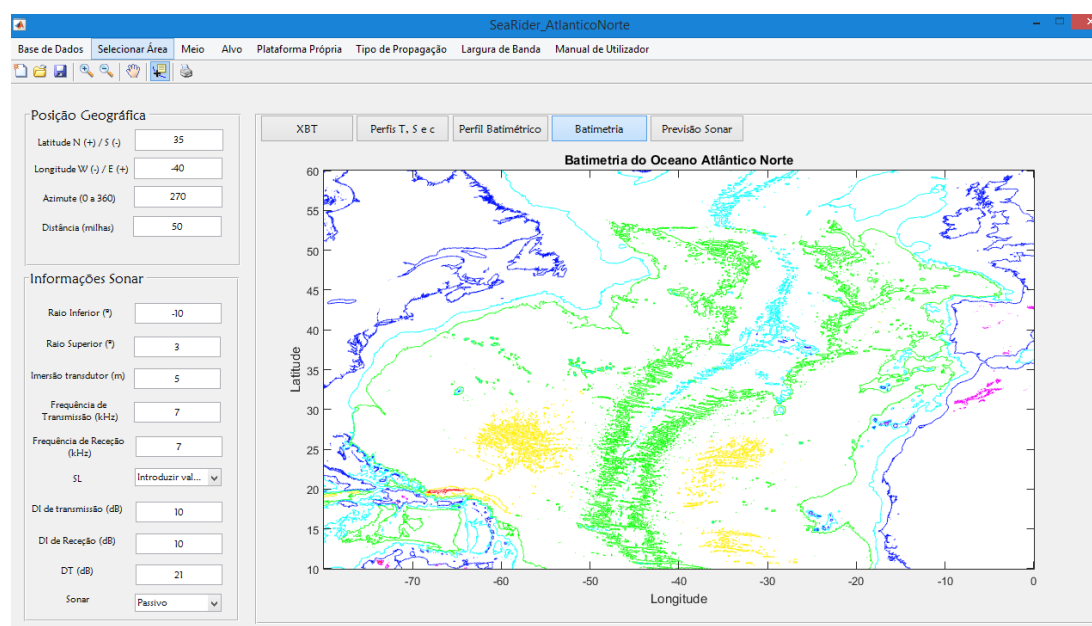 SeaRider_AtlanticoNorte
Base de Dados Selecionar Área Meio Alvo Plataforma Própria Tipo de Propagação Largura de Banda Manual de Utilizador
Posição Geográfica
Latitude N (+) / S (-) 35
Longitude W (-) / E (+) -40
Azimute (0 a 360) 270
Distância (milhas) 50
Informações Sonar
Raio Inferior (º) -10
Raio Superior (º) 3
Imersão transdutor (m) 5
Frequência de
Transmissão (kHz) 7
Frequência de Receção
(kHz) 7
SL Introduzir val...
DI de transmissão (dB) 10
DI de Receção (dB) 10
DT (dB) 21
Sonar Passivo
XBT Perfis T, S e c Perfil Batimétrico Batimetria Previsão Sonar
Batimetria do Oceano Atlântico Norte
60
55
50
45
40
35
30
25
20
15
10
Latitude
-70 -60 -50 -40 -30 -20 -10 0
Longitude